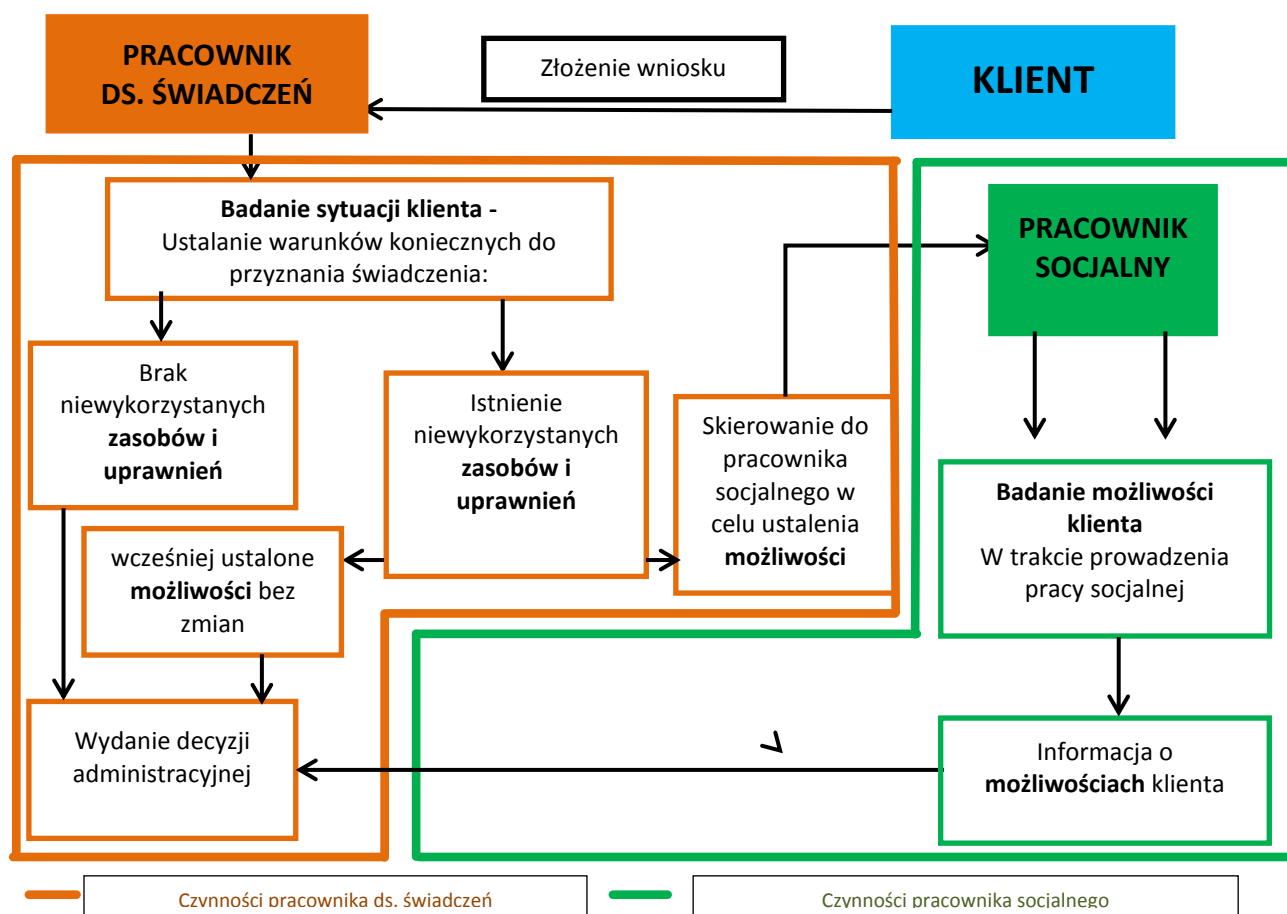 PRACOWNIK
DS. ŚWIADCZEŃ
Złożenie wniosku
KLIENT
Badanie sytuacji klienta -
Ustalanie warunków koniecznych do
przyznania świadczenia:
PRACOWNIK
SOCJALNY
Brak
niewykorzystanych
zasobów i
uprawnień
Istnienie
niewykorzystanych
zasobów i
uprawnień
Skierowanie do
pracownika
socjalnego w
celu ustalenia
możliwości
Badanie możliwości
klienta
W trakcie prowadzenia
pracy socjalnej
wcześniej ustalone
możliwości bez
zmian
Wydanie decyzji
administracyjnej
Informacja o
możliwościach klienta
Czynności pracownika ds. świadczeń
Czynności pracownika socjalnego